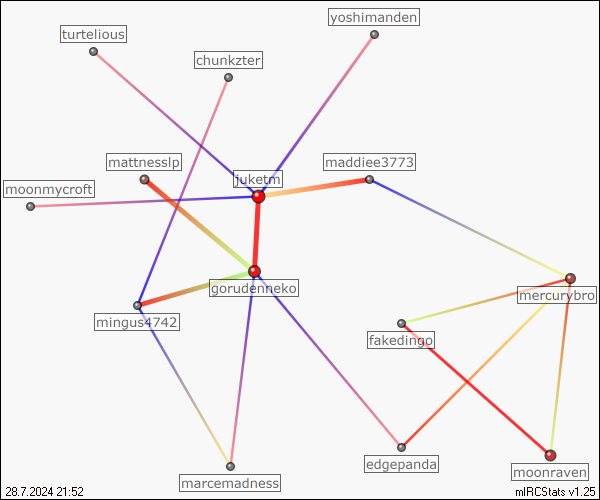 yoshimanden
turtelious
chunkzter
mattnesslp
maddiee3773
juketm
moonmycroft
gorudenneko
mercurybro
mingus4742
fakedingo
edgepanda
moonraven
marcemadness
28.7.2024 21:52
mIRCStats v1.25